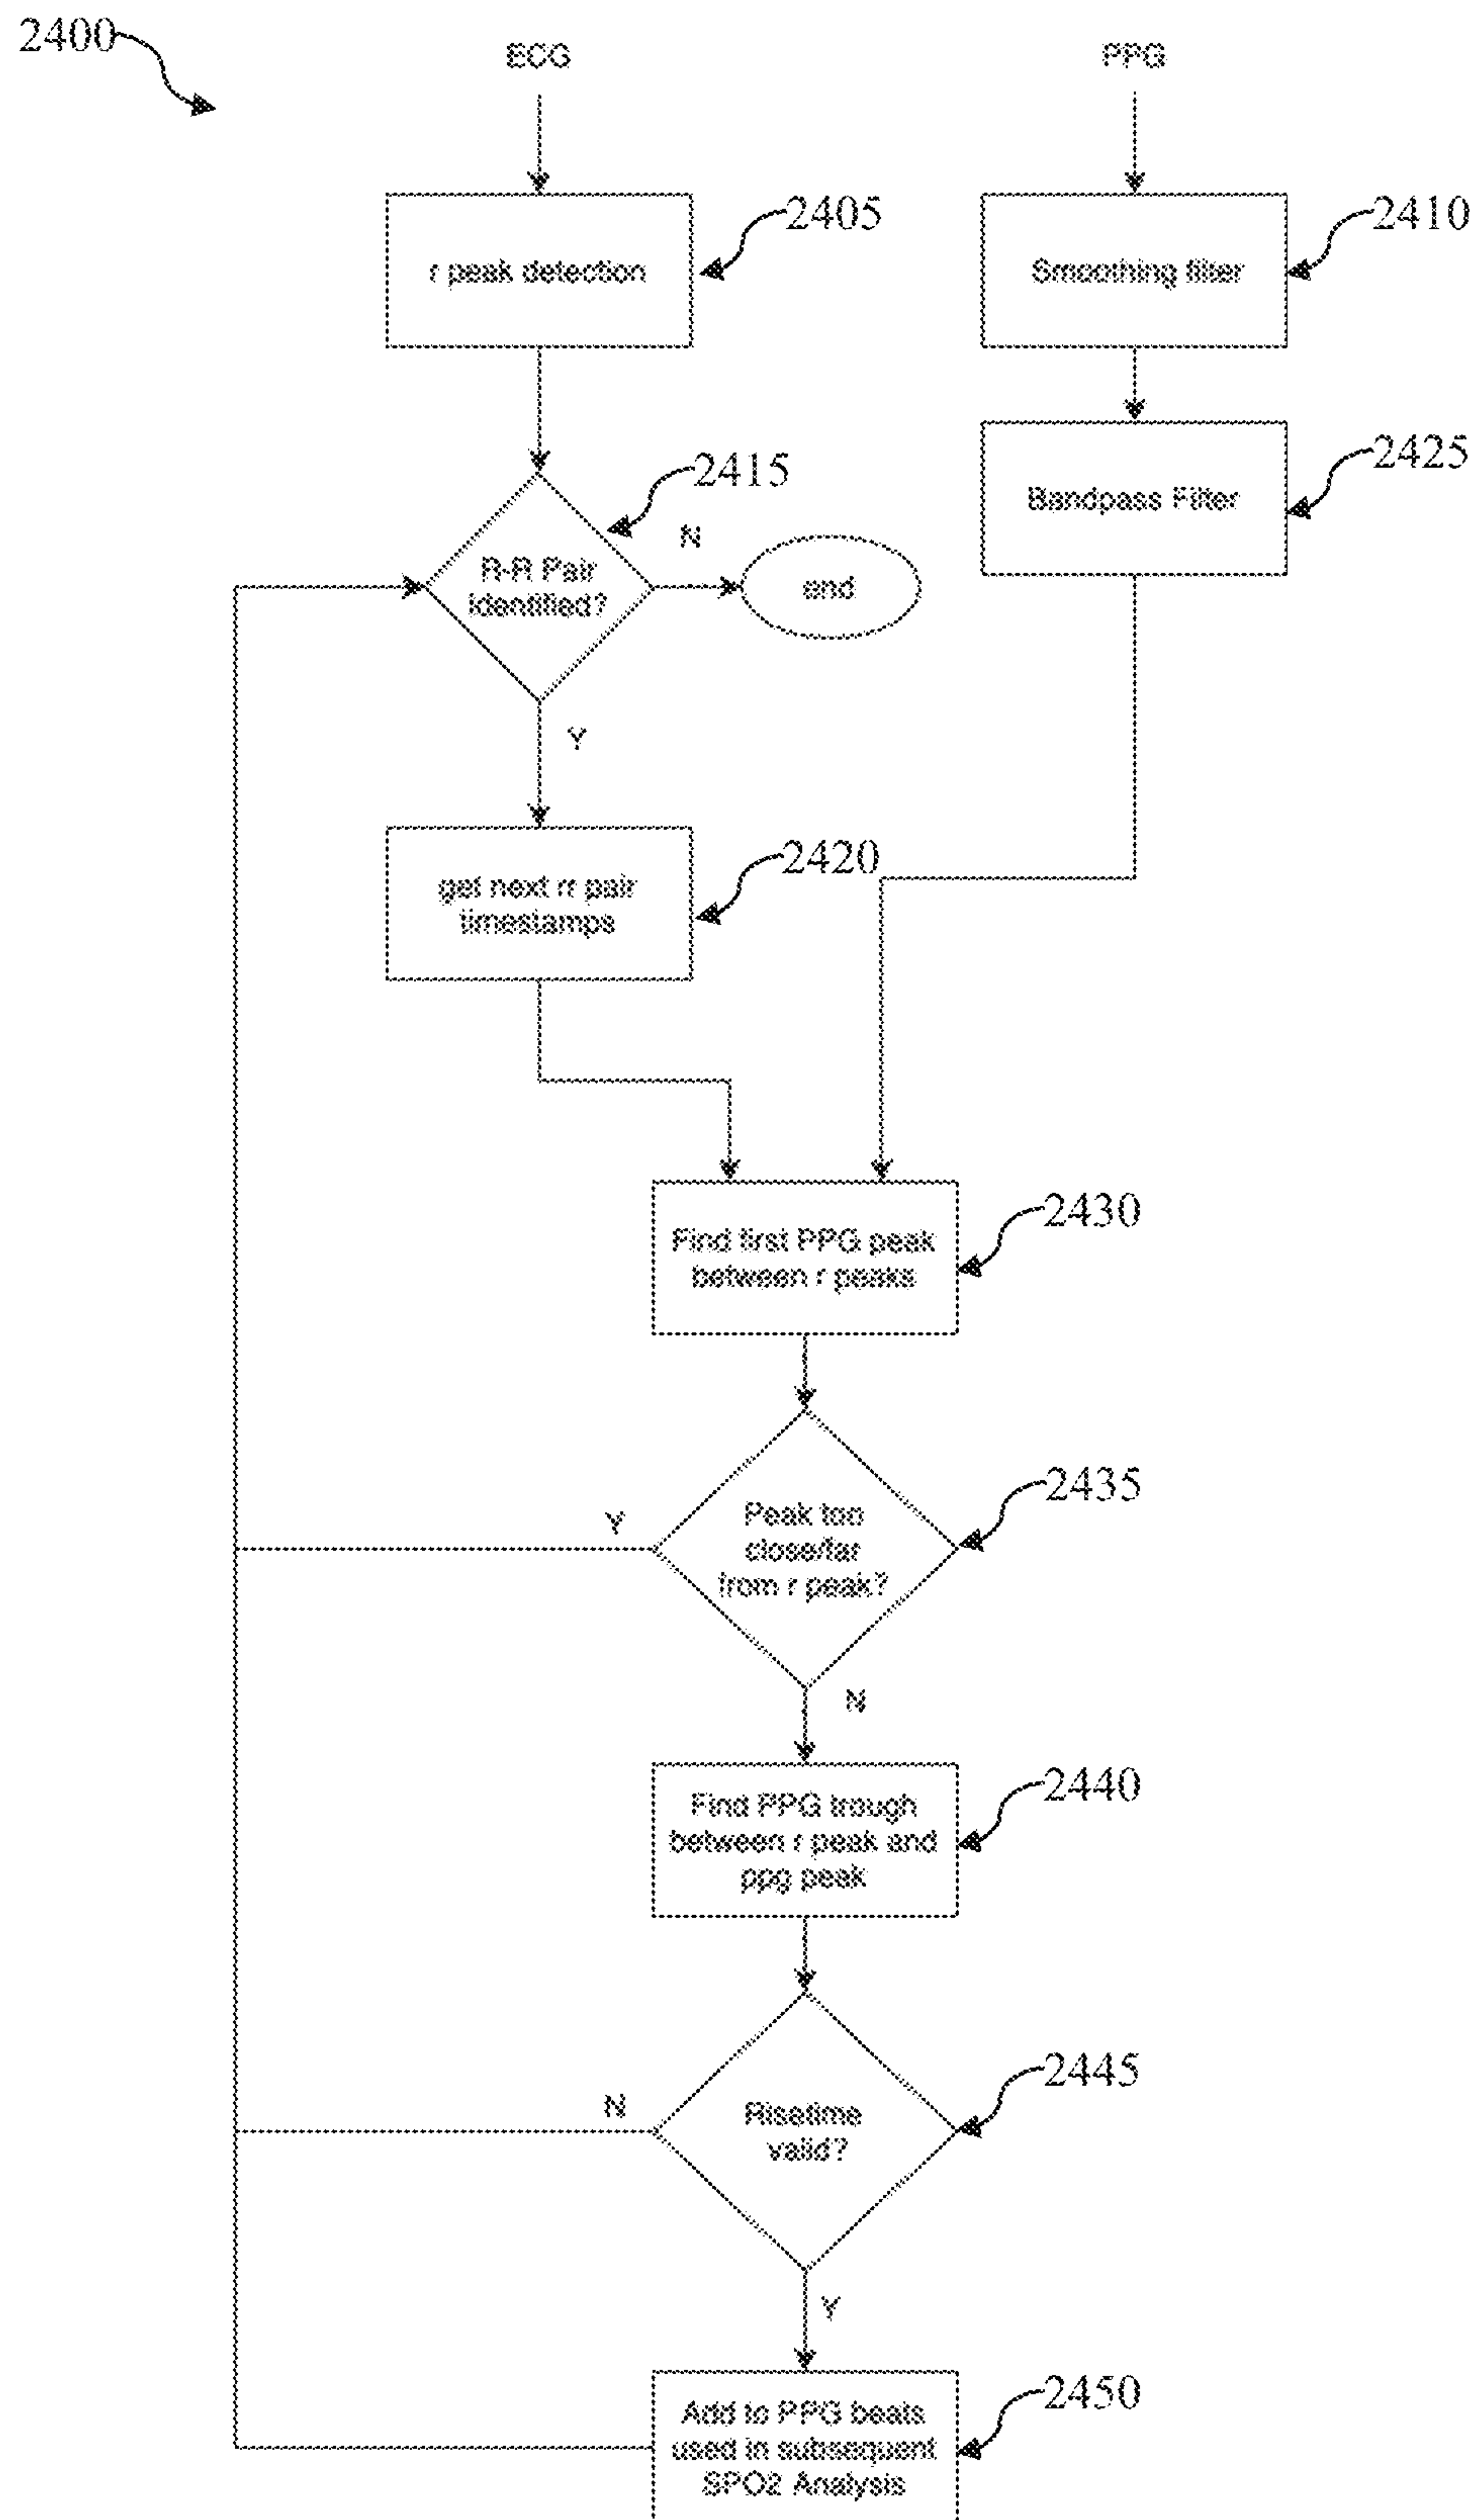 2400
ECG
PPG
r peak detection
2405
Smoothing filter
2410
2415
R-R Pair
identified?
N
end
Bandpass Filter
2425
Y
get next rr pair
timestamps
2420
Find first PPG peak
between r peaks
2430
Y
Peak too
close/far
from r peak?
2435
N
Find PPG trough
between r peak and
ppg peak
2440
N
Risetime
valid?
2445
Y
Add to PPG beats
used in subsequent
SPO2 Analysis
2450